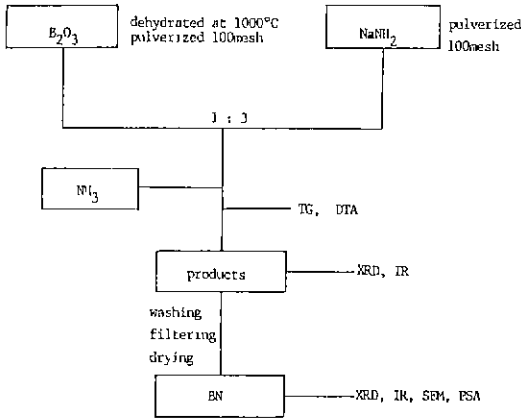 B2O3
dehydrated at 1000°C
pulverized 100mesh
NaNH2
pulverized
100mesh
1 : 3
NH3
TG, DTA
products
XRD, IR
washing
filtering
drying
BN
XRD, IR, SEM, PSA